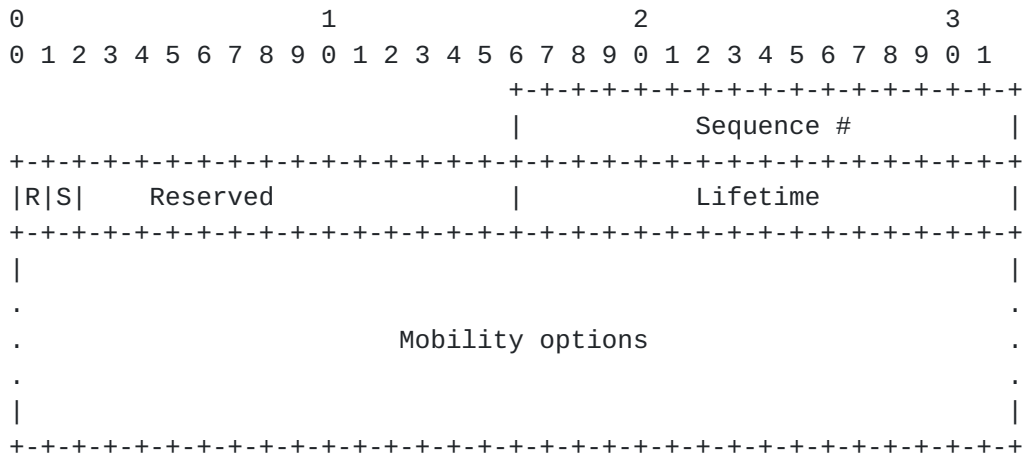 0                   1                   2                   3
0 1 2 3 4 5 6 7 8 9 0 1 2 3 4 5 6 7 8 9 0 1 2 3 4 5 6 7 8 9 0 1
                                +-+-+-+-+-+-+-+-+-+-+-+-+-+-+-+-+
                                |           Sequence #          |
+-+-+-+-+-+-+-+-+-+-+-+-+-+-+-+-+-+-+-+-+-+-+-+-+-+-+-+-+-+-+-+-+
|R|S|    Reserved               |           Lifetime            |
+-+-+-+-+-+-+-+-+-+-+-+-+-+-+-+-+-+-+-+-+-+-+-+-+-+-+-+-+-+-+-+-+
|                                                               |
.                                                               .
.                        Mobility options                       .
.                                                               .
|                                                               |
+-+-+-+-+-+-+-+-+-+-+-+-+-+-+-+-+-+-+-+-+-+-+-+-+-+-+-+-+-+-+-+-+